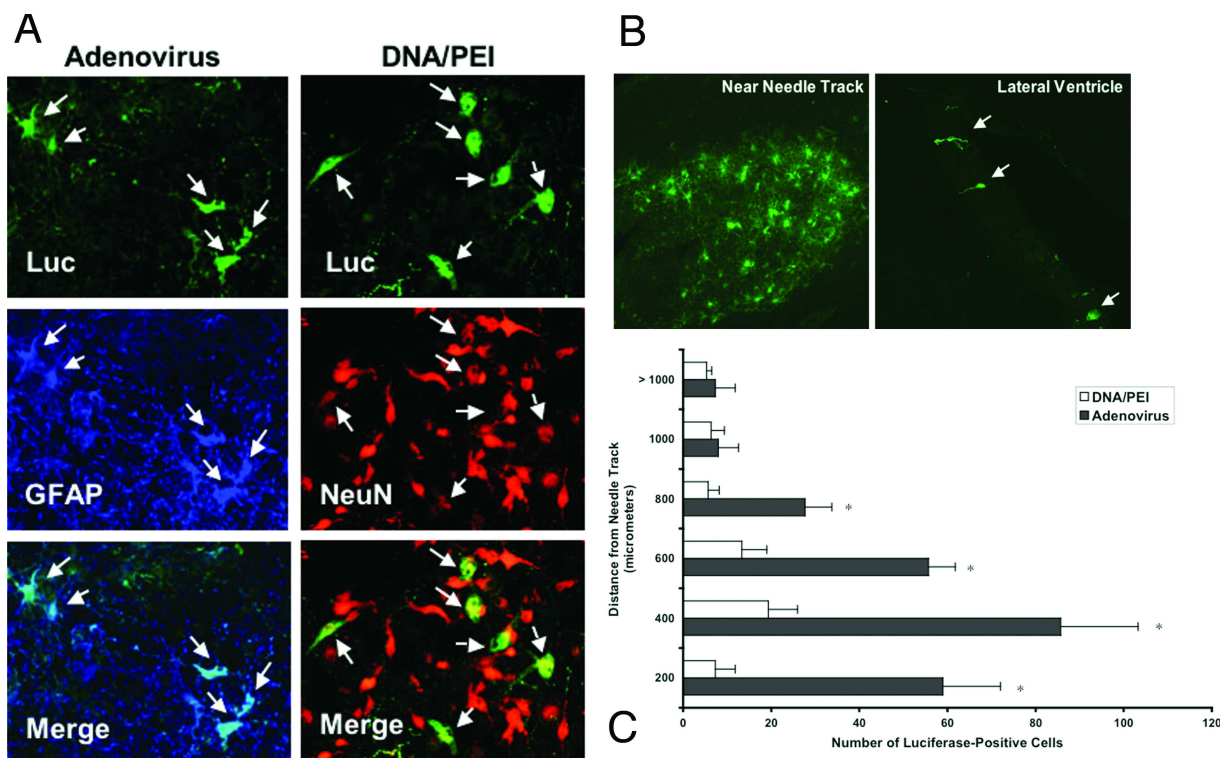 A
Adenovirus
DNA/PEI
Luc
Luc
GFAP
NeuN
Merge
Merge
B
Near Needle Track
Lateral Ventricle
Distance from Needle Track
(micrometers)
> 1000
1000
800
*
600
*
400
*
200
*
DNA/PEI
Adenovirus
0 20 40 60 80 100 120
Number of Luciferase-Positive Cells
C